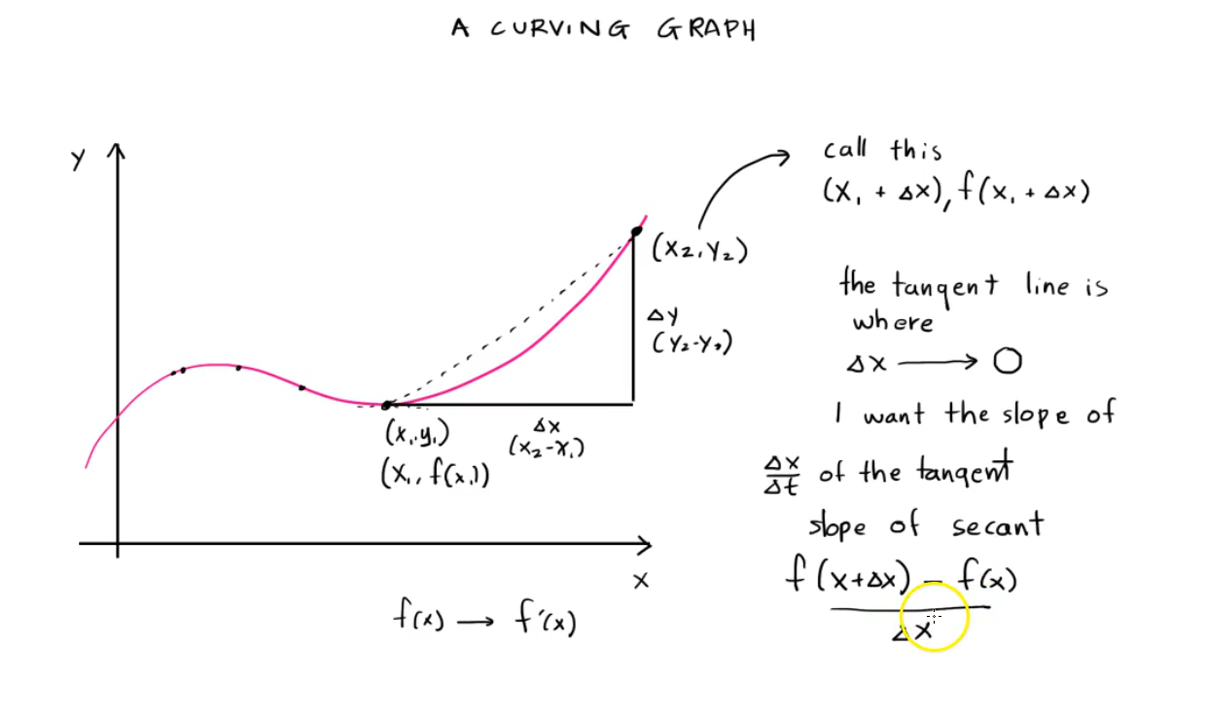 A CURVING GRAPH
Y
call this
(x₁ + Δx), f(x₁ + Δx)
(x₂, y₂)
the tangent line is
where
Δy
(y₂-y₁)
Δx → 0
I want the slope of
(x₁, y₁)
Δx
(x₂-x₁)
(x₁, f(x₁))
Δx/Δt of the tangent
slope of secant
f(x+Δx) - f(x)
Δx
x
f(x) → f'(x)